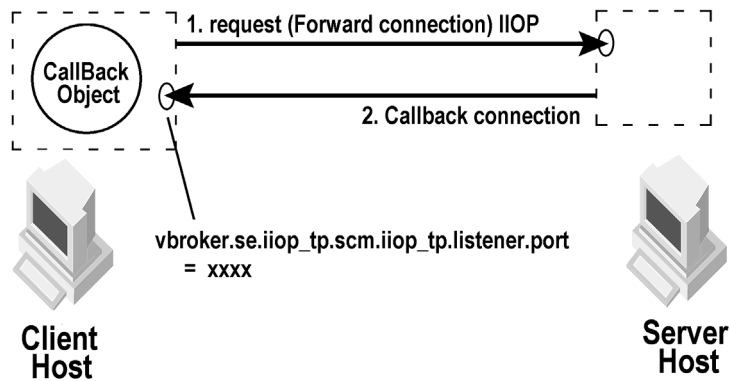 1. request (Forward connection) IIOP
CallBack
Object
2. Callback connection
vbroker.se.iiop_tp.scm.iiop_tp.listener.port
= xxxx
Client
Host
Server
Host